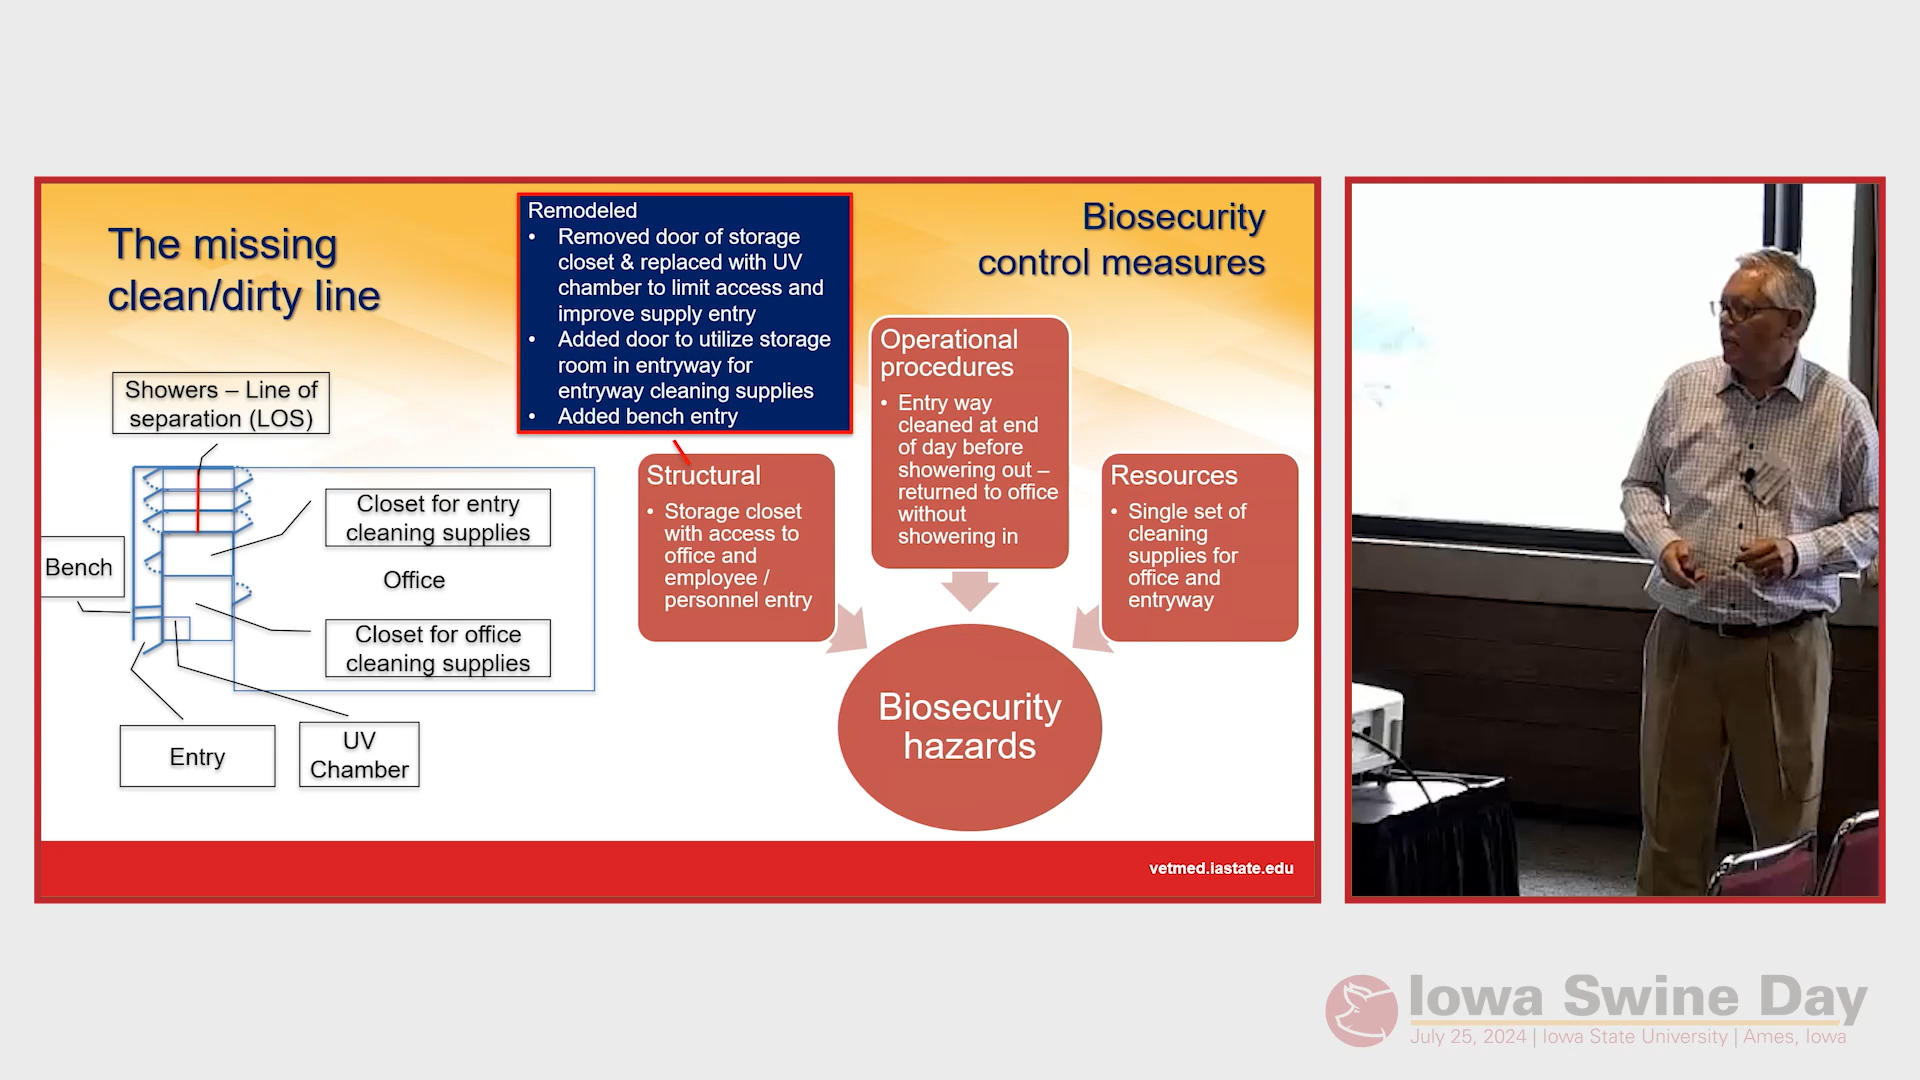 The missing
clean/dirty line
Remodeled
• Removed door of storage
closet & replaced with UV
chamber to limit access and
improve supply entry
• Added door to utilize storage
room in entryway for
entryway cleaning supplies
• Added bench entry
Biosecurity
control measures
Showers – Line of
separation (LOS)
Closet for entry
cleaning supplies
Bench
Office
Closet for office
cleaning supplies
Entry
UV
Chamber
Structural
• Storage closet
with access to
office and
employee /
personnel entry
Operational
procedures
• Entry way
cleaned at end
of day before
showering out –
returned to office
without
showering in
Resources
• Single set of
cleaning
supplies for
office and
entryway
Biosecurity
hazards
vetmed.iastate.edu
Iowa Swine Day
July 25, 2024 | Iowa State University | Ames, Iowa